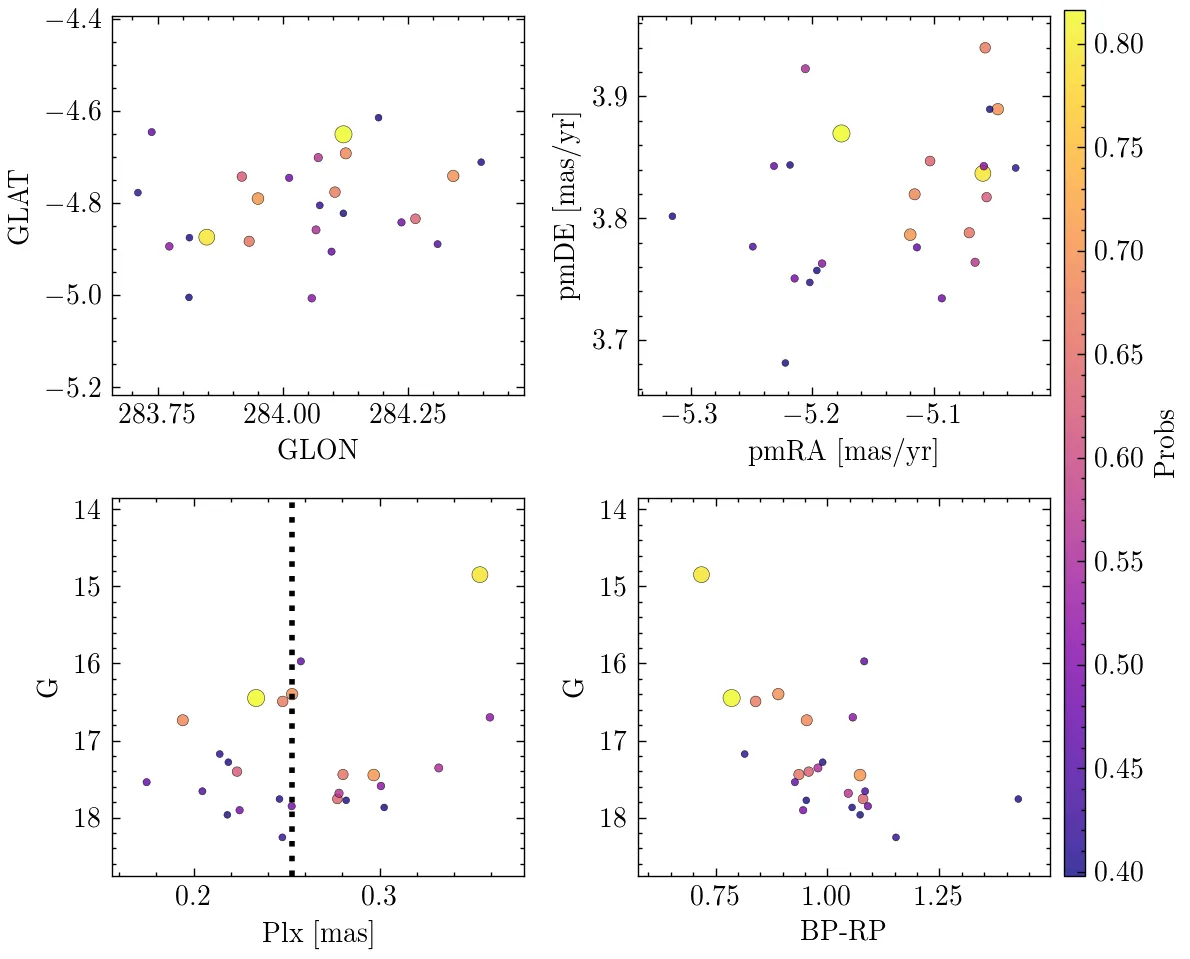 −4.4
−4.6
−4.8
−5.0
−5.2
GLAT
283.75 284.00 284.25
GLON
3.9
3.8
3.7
pmDE [mas/yr]
−5.3 −5.2 −5.1
pmRA [mas/yr]
14
15
16
17
18
G
0.2 0.3
Plx [mas]
14
15
16
17
18
G
0.75 1.00 1.25
BP-RP
0.80
0.75
0.70
0.65
0.60
0.55
0.50
0.45
0.40
Probs